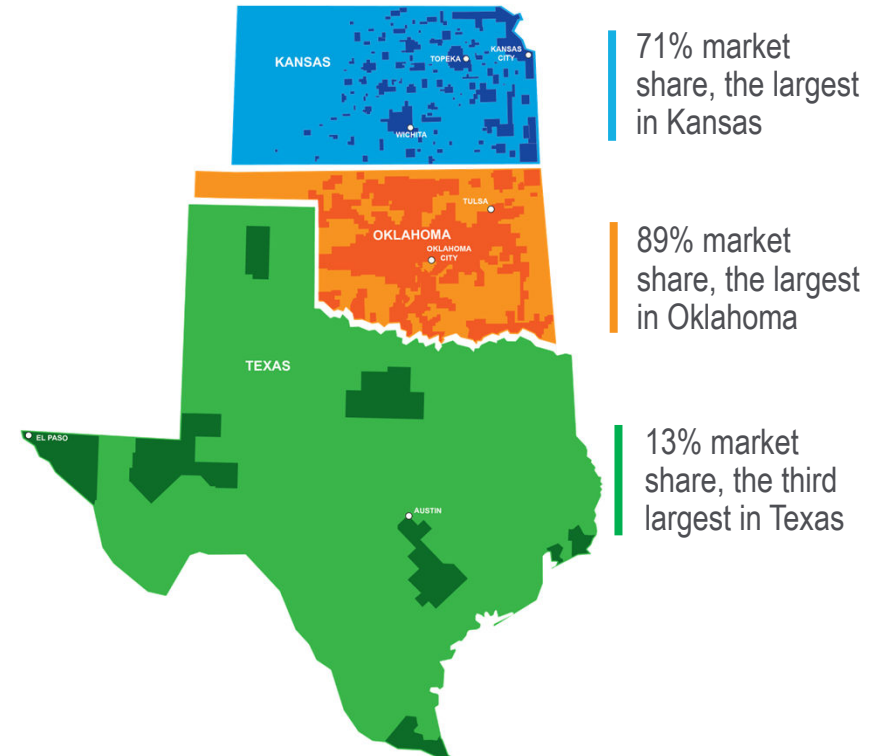 KANSAS
TOPEKA
KANSAS
CITY
WICHITA
71% market
share, the largest
in Kansas
TULSA
OKLAHOMA
OKLAHOMA
CITY
89% market
share, the largest
in Oklahoma
TEXAS
EL PASO
AUSTIN
13% market
share, the third
largest in Texas